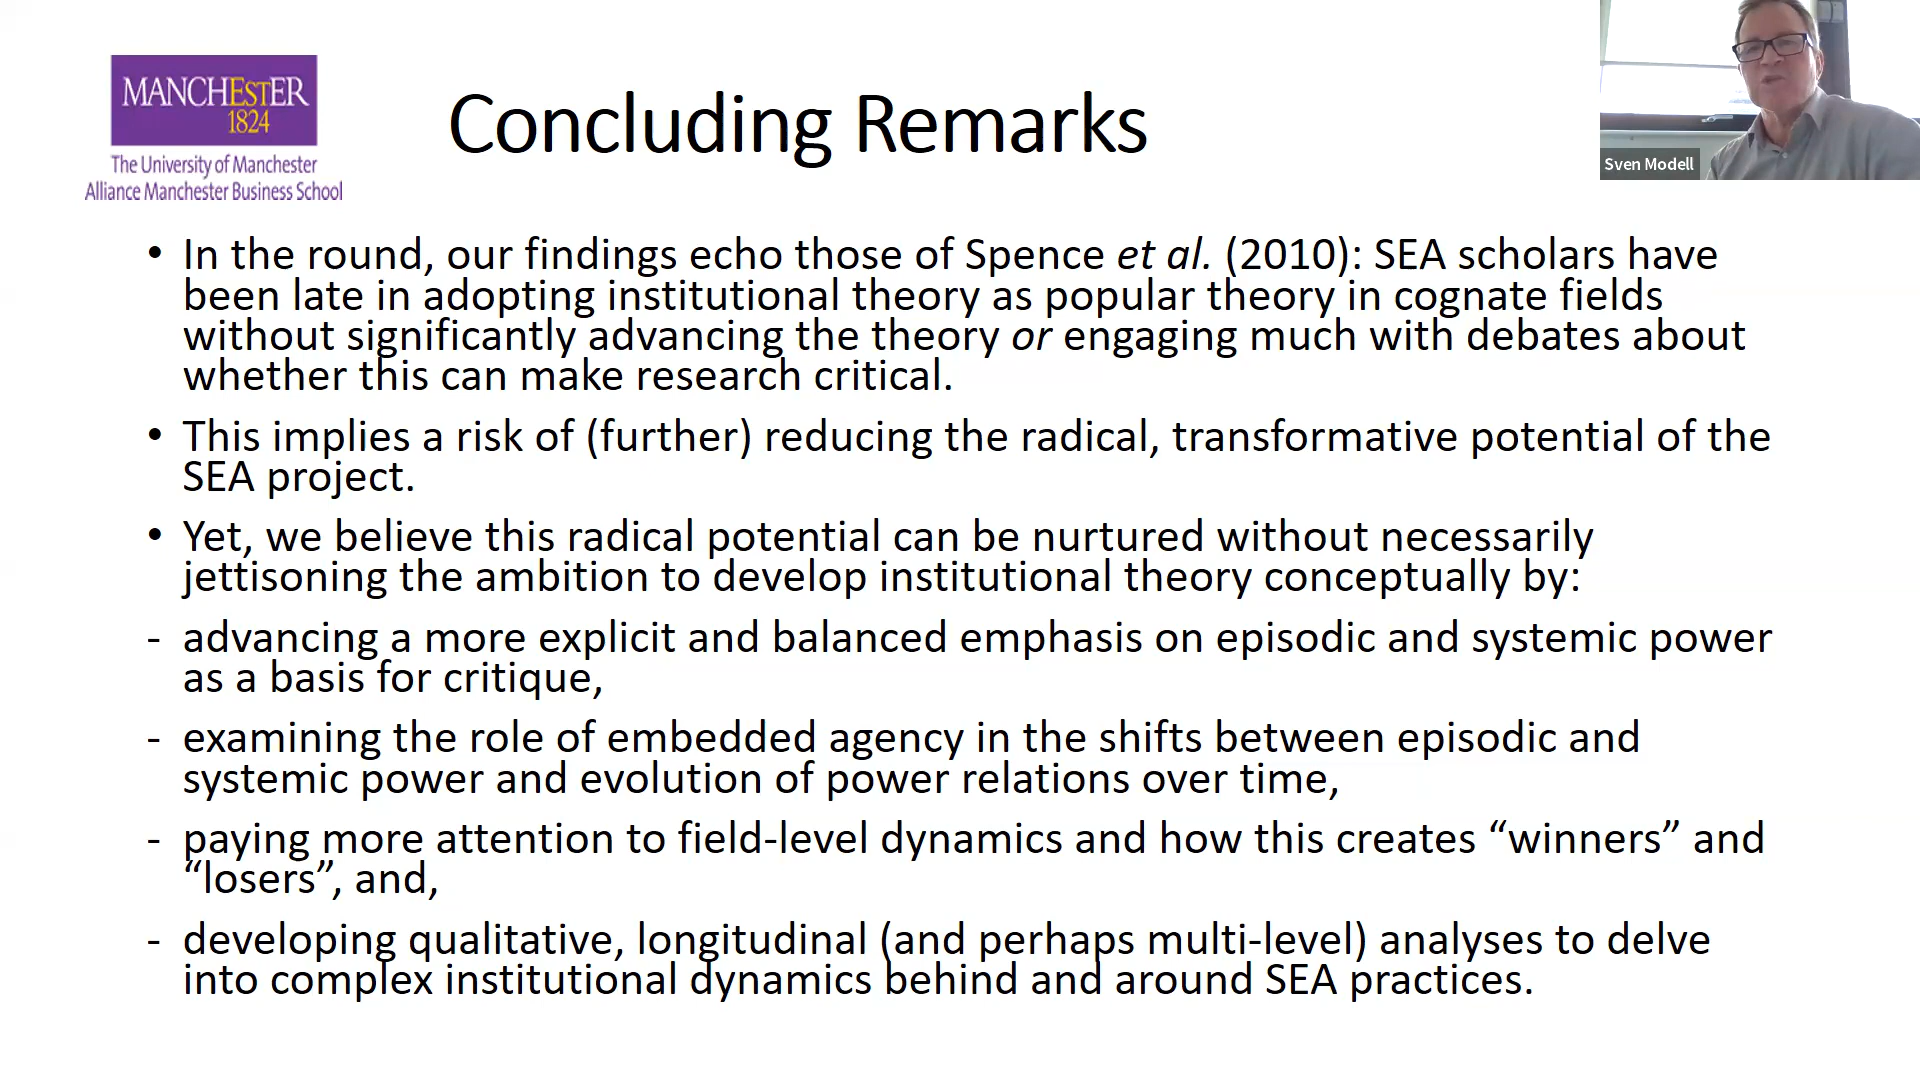 MANCHESTER
1824
The University of Manchester
Alliance Manchester Business School
Concluding Remarks
Sven Modell
• In the round, our findings echo those of Spence et al. (2010): SEA scholars have
been late in adopting institutional theory as popular theory in cognate fields
without significantly advancing the theory or engaging much with debates about
whether this can make research critical.
• This implies a risk of (further) reducing the radical, transformative potential of the
SEA project.
• Yet, we believe this radical potential can be nurtured without necessarily
jettisoning the ambition to develop institutional theory conceptually by:
- advancing a more explicit and balanced emphasis on episodic and systemic power
as a basis for critique,
- examining the role of embedded agency in the shifts between episodic and
systemic power and evolution of power relations over time,
- paying more attention to field-level dynamics and how this creates “winners” and
“losers”, and,
- developing qualitative, longitudinal (and perhaps multi-level) analyses to delve
into complex institutional dynamics behind and around SEA practices.